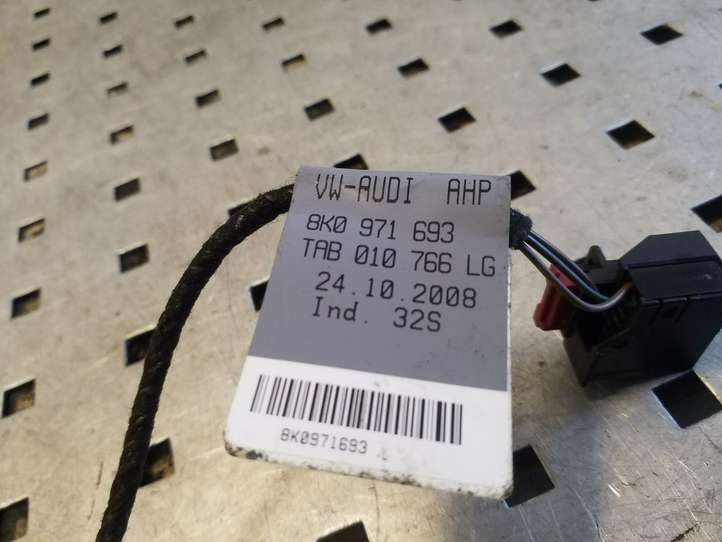 VW-AUDI AHP
8K0 971 693
TAB 010 766 LG
24.10.2008
Ind. 32S
8K0971693